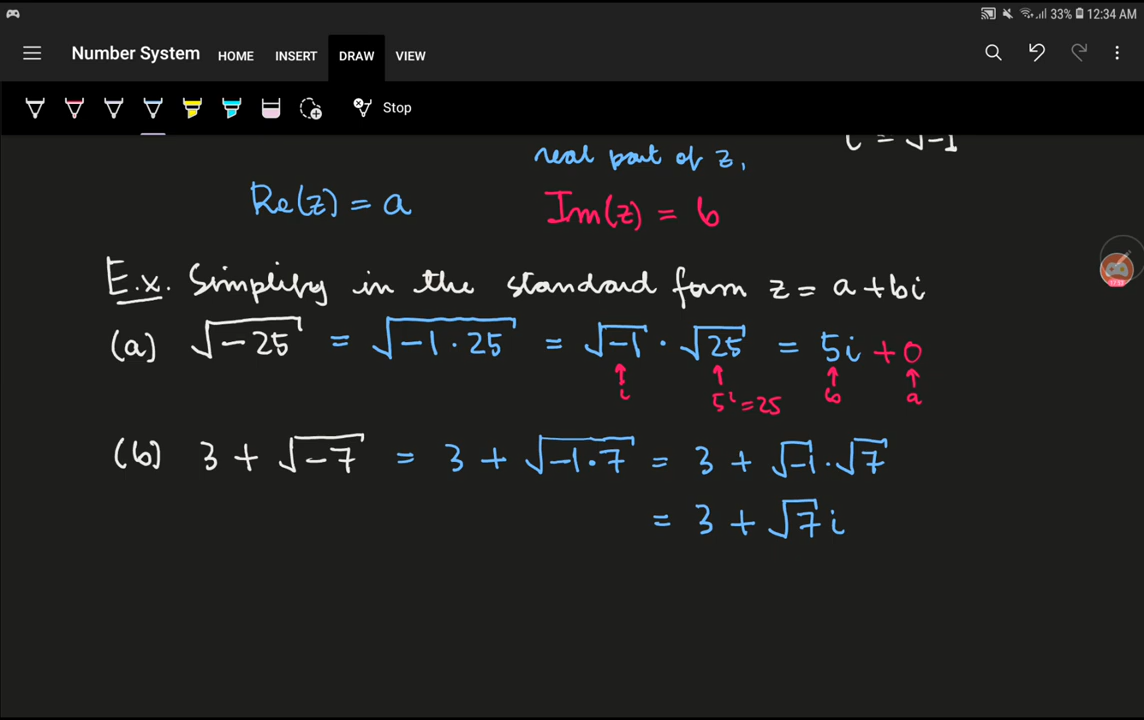 33% 12:34 AM
Number System HOME INSERT DRAW VIEW
Stop
i = √-1
real part of z,
Re(z) = a Im(z) = b
E.x. Simplify in the standard form z = a + bi
(a) √-25 = √-1·25 = √-1 · √25 = 5i + 0
i 5² = 25 b a
(b) 3 + √-7 = 3 + √-1·7 = 3 + √-1·√7
= 3 + √7 i